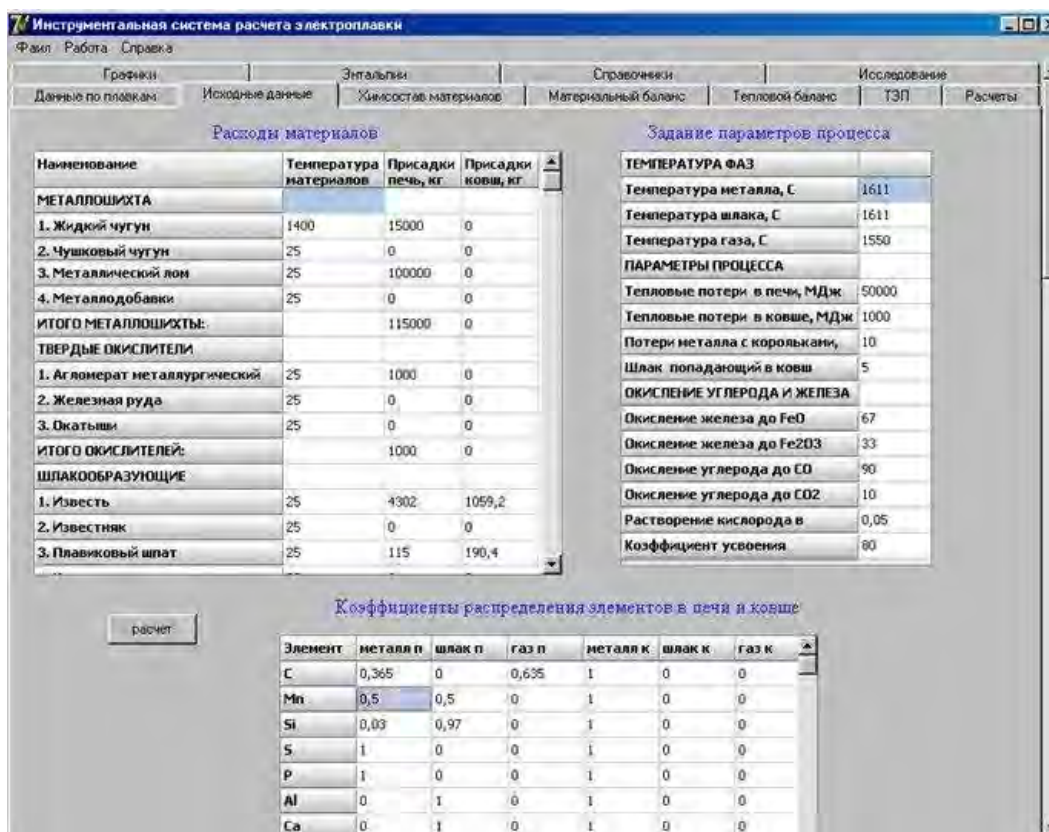 Инструментальная система расчета электроплавки
Файл Работа Справка
Графики Энтальпии Справочники Исследование
Данные по плавкам Исходные данные Химсостав материалов Материальный баланс Тепловой баланс ТЭП Расчеты
Расходы материалов
Наименование Температура материалов Присадки печь, кг Присадки ковш, кг
МЕТАЛЛОШИХТА
1. Жидкий чугун 1400 15000 0
2. Чушковый чугун 25 0 0
3. Металлический лом 25 100000 0
4. Металлодобавки 25 0 0
ИТОГО МЕТАЛЛОШИХТЫ: 115000 0
ТВЕРДЫЕ ОКИСЛИТЕЛИ
1. Агломерат металлургический 25 1000 0
2. Железная руда 25 0 0
3. Окатыши 25 0 0
ИТОГО ОКИСЛИТЕЛЕЙ: 1000 0
ШЛАКООБРАЗУЮЩИЕ
1. Известь 25 4302 1059,2
2. Известняк 25 0 0
3. Плавиковый шпат 25 115 190,4
Задание параметров процесса
ТЕМПЕРАТУРА ФАЗ
Температура металла, С 1611
Температура шлака, С 1611
Температура газа, С 1550
ПАРАМЕТРЫ ПРОЦЕССА
Тепловые потери в печи, МДж 50000
Тепловые потери в ковше, МДж 1000
Потери металла с корольками, 10
Шлак попадающий в ковш 5
ОКИСЛЕНИЕ УГЛЕРОДА И ЖЕЛЕЗА
Окисление железа до FeO 67
Окисление железа до Fe2O3 33
Окисление углерода до CO 90
Окисление углерода до CO2 10
Растворение кислорода в 0,05
Коэффициент усвоения 80
расчет
Коэффициенты распределения элементов в печи и ковше
Элемент металл п шлак п газ п металл к шлак к газ к
C 0,365 0 0,635 1 0 0
Mn 0,5 0,5 0 1 0 0
Si 0,03 0,97 0 1 0 0
S 1 0 0 1 0 0
P 1 0 0 1 0 0
Al 0 1 0 1 0 0
Ca 0 1 0 1 0 0